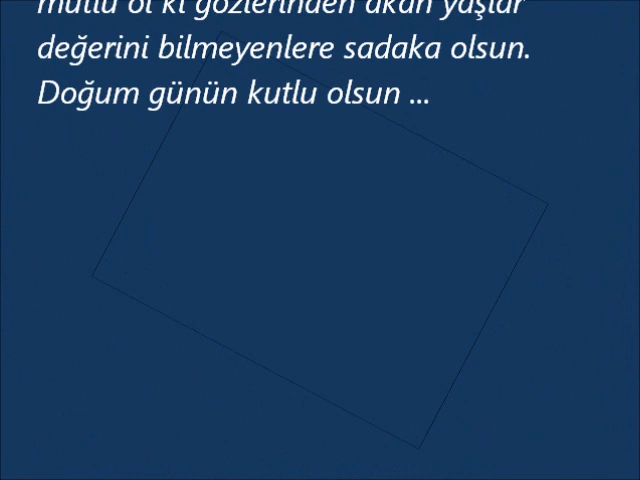 mutlu ol ki gözlerinden akan yaşlar
değerini bilmeyenlere sadaka olsun.
Doğum günün kutlu olsun ...